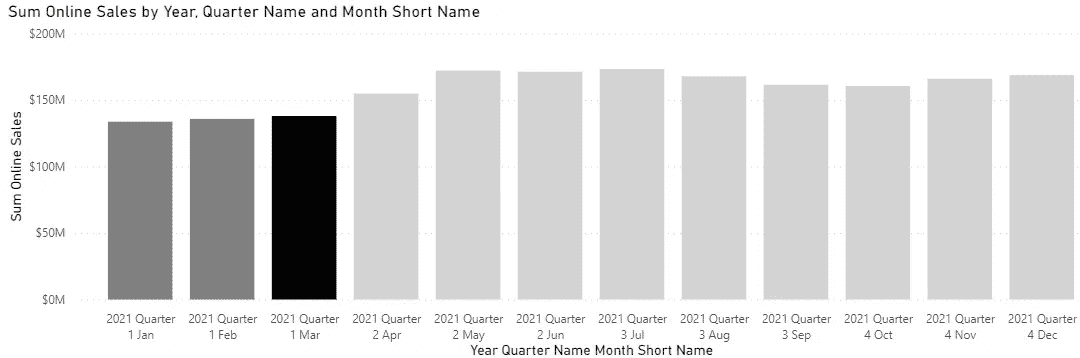 Sum Online Sales by Year, Quarter Name and Month Short Name
$200M
$150M
$100M
$50M
$0M
Sum Online Sales
2021 Quarter 2021 Quarter 2021 Quarter 2021 Quarter 2021 Quarter 2021 Quarter 2021 Quarter 2021 Quarter 2021 Quarter 2021 Quarter 2021 Quarter 2021 Quarter
1 Jan 1 Feb 1 Mar 2 Apr 2 May 2 Jun 3 Jul 3 Aug 3 Sep 4 Oct 4 Nov 4 Dec
Year Quarter Name Month Short Name